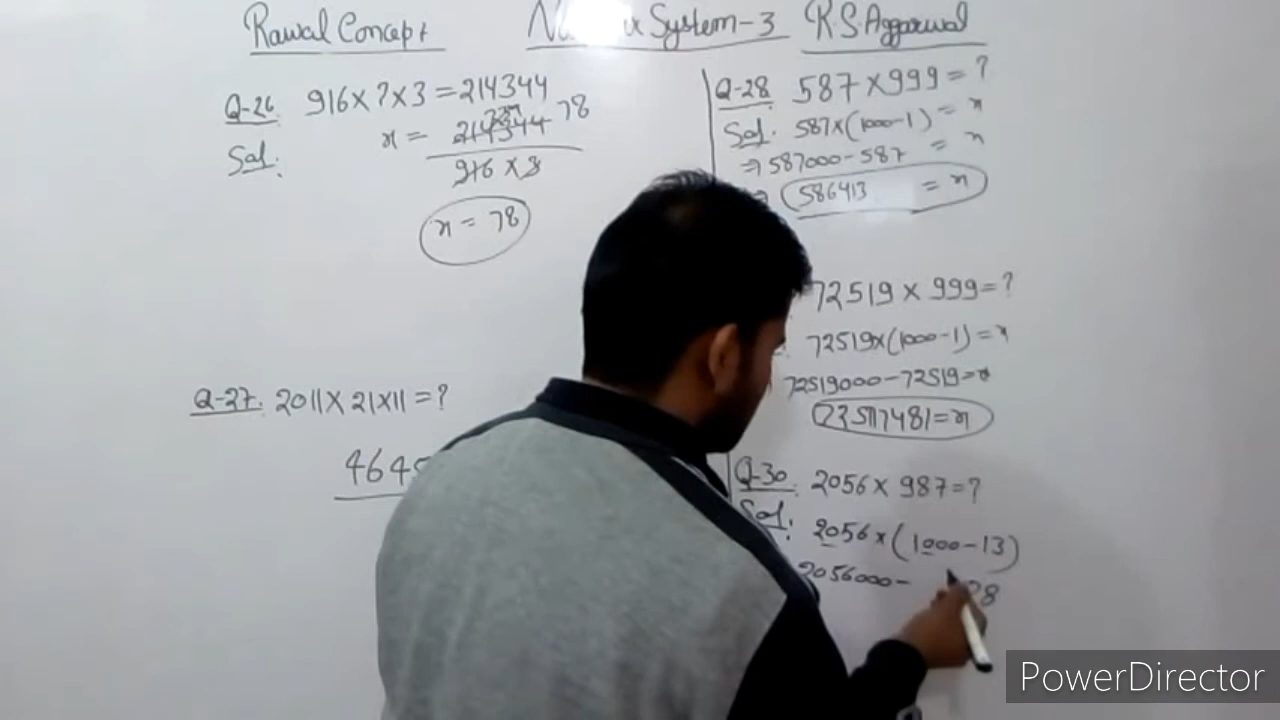 Rawal Concept System-3 R.S Aggarwal
Q-26. 916 × ? × 3 = 214344
Sol. x = 214344 78
916 × 3
x = 78
Q-27. 2011 × 21 × 11 = ?
4645
Q-28 587 × 999 = ?
Sol. 587 × (1000-1) = x
⇒ 587000 - 587 = x
586413 = x
72519 × 999 = ?
72519 × (1000-1) = x
72519000 - 72519 = x
Q-30. 2056 × 987 = ?
Sol. 2056 × (1000-13)
2056000 - 28
PowerDirector